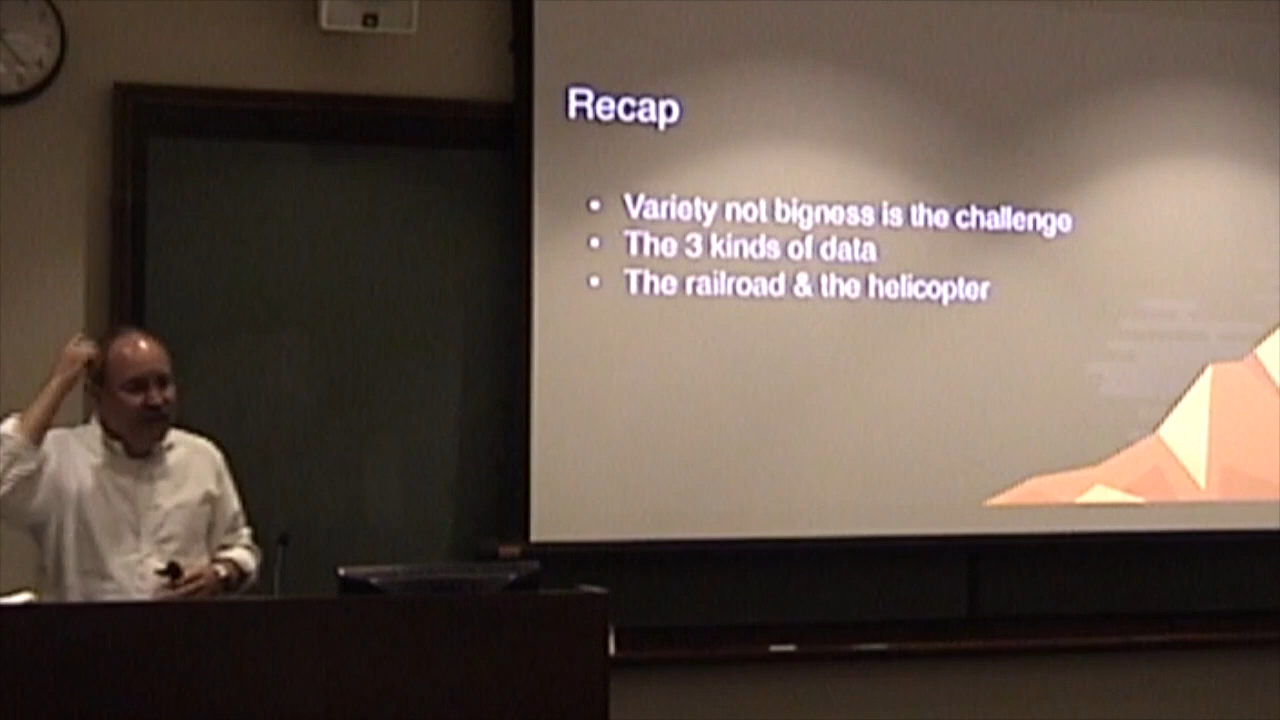 Recap
• Variety not bigness is the challenge
• The 3 kinds of data
• The railroad & the helicopter